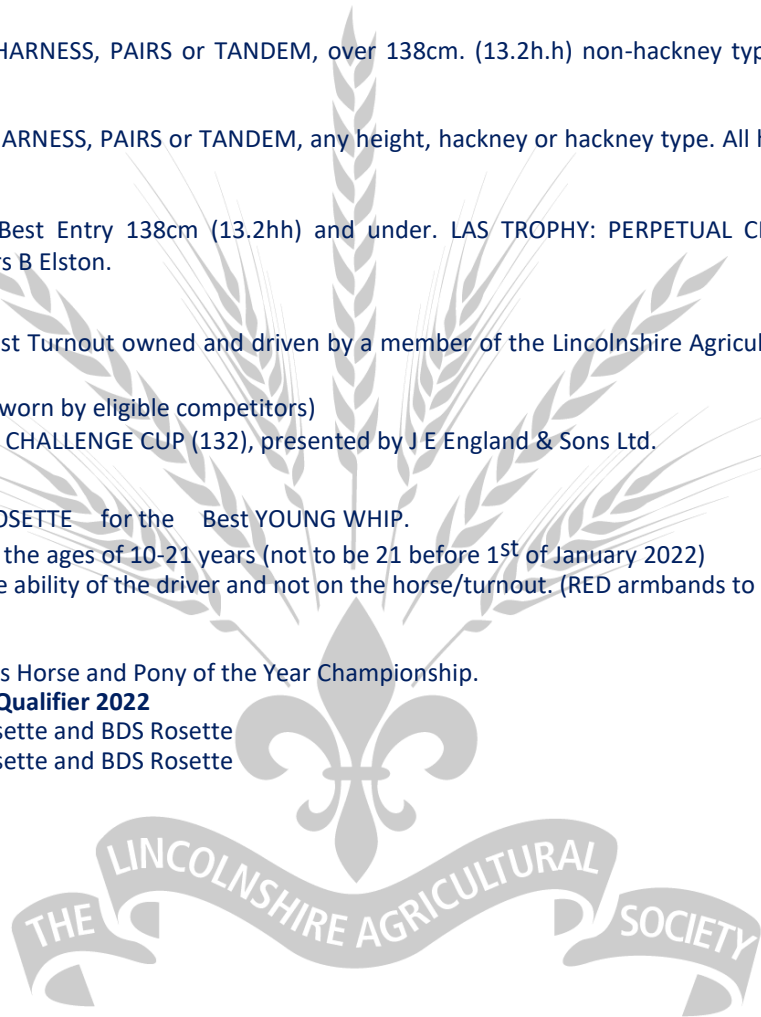 HARNESS, PAIRS or TANDEM, over 138cm. (13.2h.h) non-hackney typ
ARNESS, PAIRS or TANDEM, any height, hackney or hackney type. All h
Best Entry 138cm (13.2hh) and under. LAS TROPHY: PERPETUAL C
rs B Elston.
st Turnout owned and driven by a member of the Lincolnshire Agricul
worn by eligible competitors)
CHALLENGE CUP (132), presented by J E England & Sons Ltd.
OSETTE for the Best YOUNG WHIP.
the ages of 10-21 years (not to be 21 before 1st of January 2022)
e ability of the driver and not on the horse/turnout. (RED armbands to
s Horse and Pony of the Year Championship.
Qualifier 2022
sette and BDS Rosette
sette and BDS Rosette
THE LINCOLNSHIRE AGRICULTURAL SOCIETY